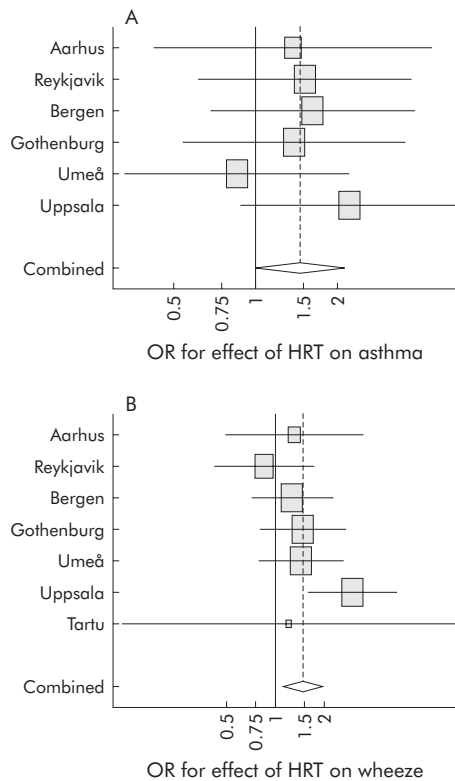 A
Aarhus
Reykjavik
Bergen
Gothenburg
Umeå
Uppsala
Combined
0.5 0.75 1 1.5 2
OR for effect of HRT on asthma
B
Aarhus
Reykjavik
Bergen
Gothenburg
Umeå
Uppsala
Tartu
Combined
0.5 0.75 1 1.5 2
OR for effect of HRT on wheeze